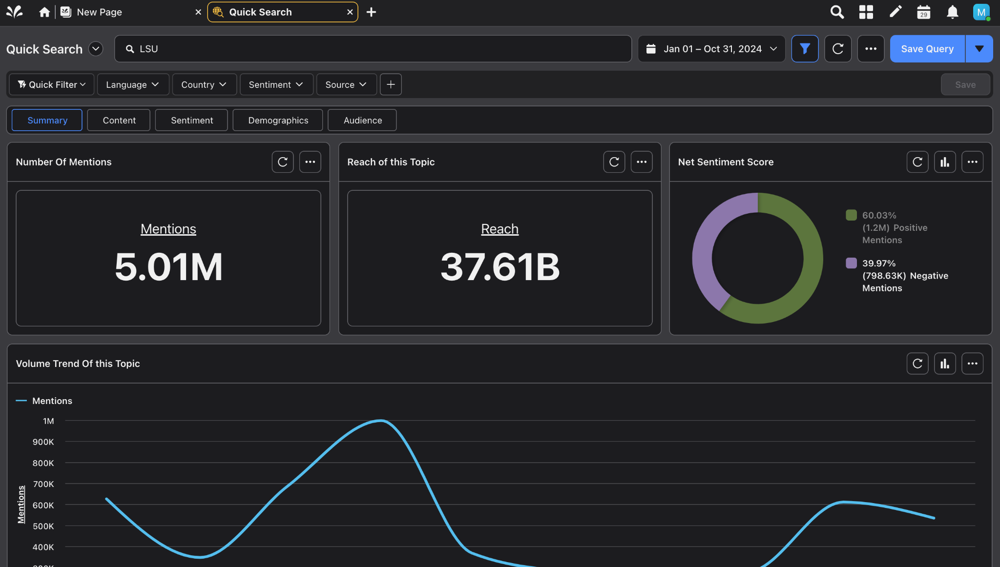 New Page
Quick Search
29
M
Quick Search
LSU
Jan 01 – Oct 31, 2024
Save Query
Quick Filter
Language
Country
Sentiment
Source
Save
Summary
Content
Sentiment
Demographics
Audience
Number Of Mentions
Reach of this Topic
Net Sentiment Score
Mentions
5.01M
Reach
37.61B
60.03%
(1.2M) Positive
Mentions
39.97%
(798.63K) Negative
Mentions
Volume Trend Of this Topic
Mentions
1M
900K
800K
700K
600K
500K
400K
Mentions